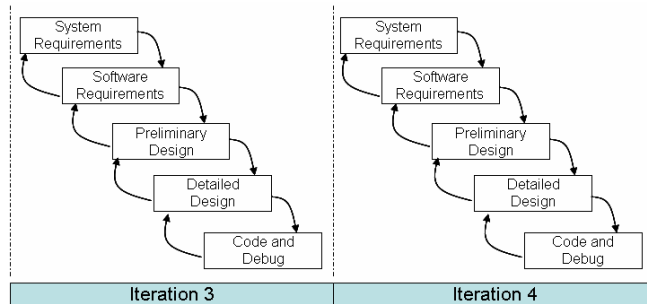 System
Requirements
Software
Requirements
Preliminary
Design
Detailed
Design
Code and
Debug
Iteration 3
System
Requirements
Software
Requirements
Preliminary
Design
Detailed
Design
Code and
Debug
Iteration 4